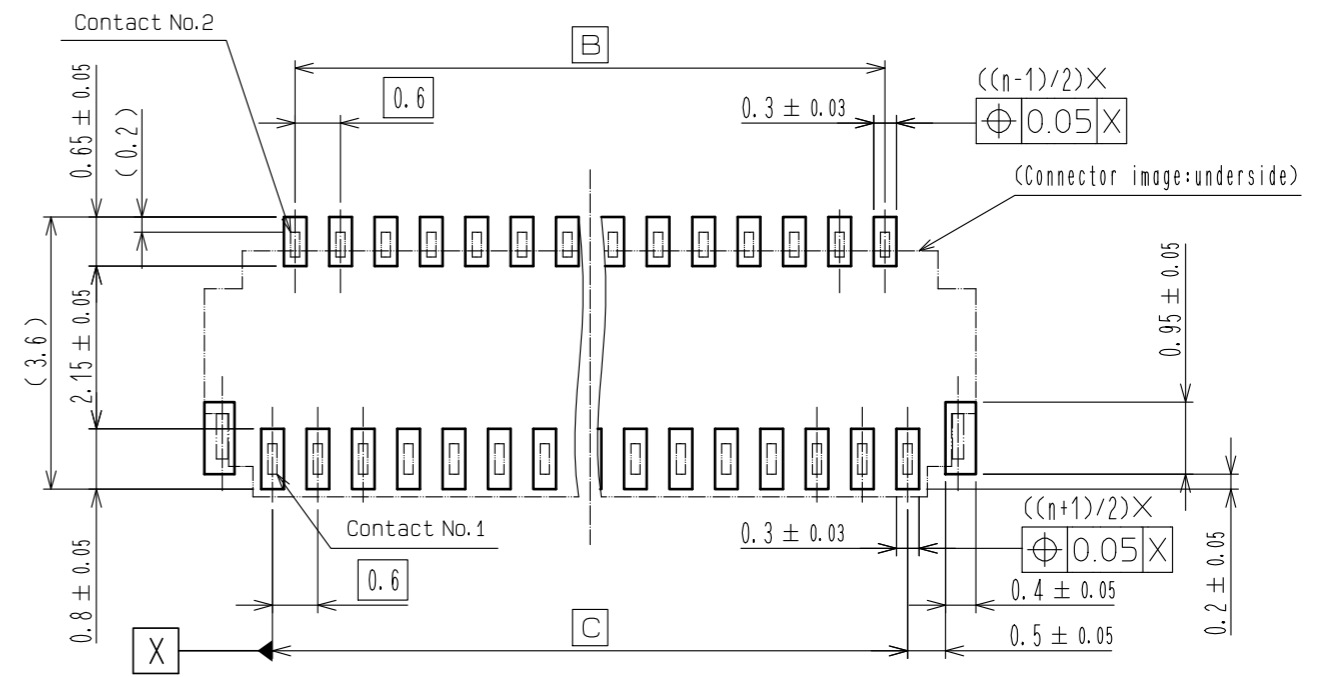 Contact No.2
B
0.6
0.3 ± 0.03
((n-1)/2)X
⌖ 0.05 X
(Connector image:underside)
0.65 ± 0.05
(0.2)
(3.6)
2.15 ± 0.05
0.8 ± 0.05
0.95 ± 0.05
Contact No.1
0.6
0.3 ± 0.03
((n+1)/2)X
⌖ 0.05 X
0.4 ± 0.05
0.2 ± 0.05
X
C
0.5 ± 0.05